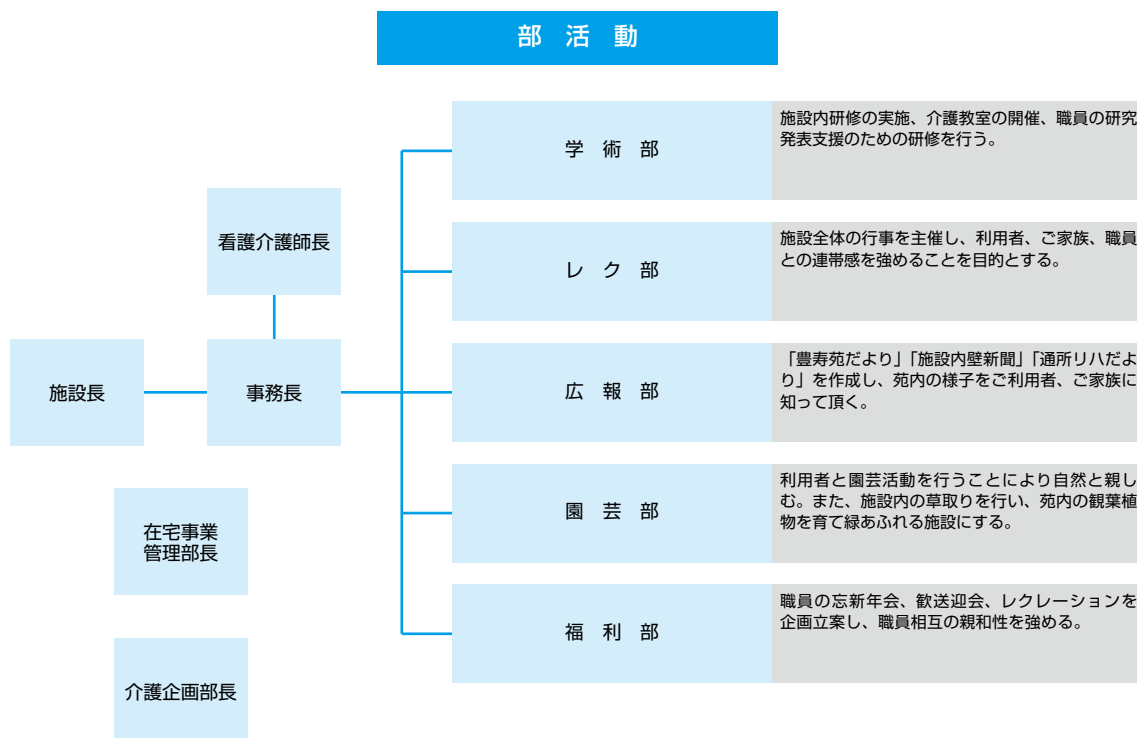 部 活 動
学 術 部
施設内研修の実施、介護教室の開催、職員の研究
発表支援のための研修を行う。
看護介護師長
レ ク 部
施設全体の行事を主催し、利用者、ご家族、職員
との連帯感を強めることを目的とする。
施設長
事務長
広 報 部
「豊寿苑だより」「施設内壁新聞」「通所リハだよ
り」を作成し、苑内の様子をご利用者、ご家族に
知って頂く。
在宅事業
管理部長
園 芸 部
利用者と園芸活動を行うことにより自然と親し
む。また、施設内の草取りを行い、苑内の観葉植
物を育て緑あふれる施設にする。
福 利 部
職員の忘新年会、歓送迎会、レクレーションを
企画立案し、職員相互の親和性を強める。
介護企画部長